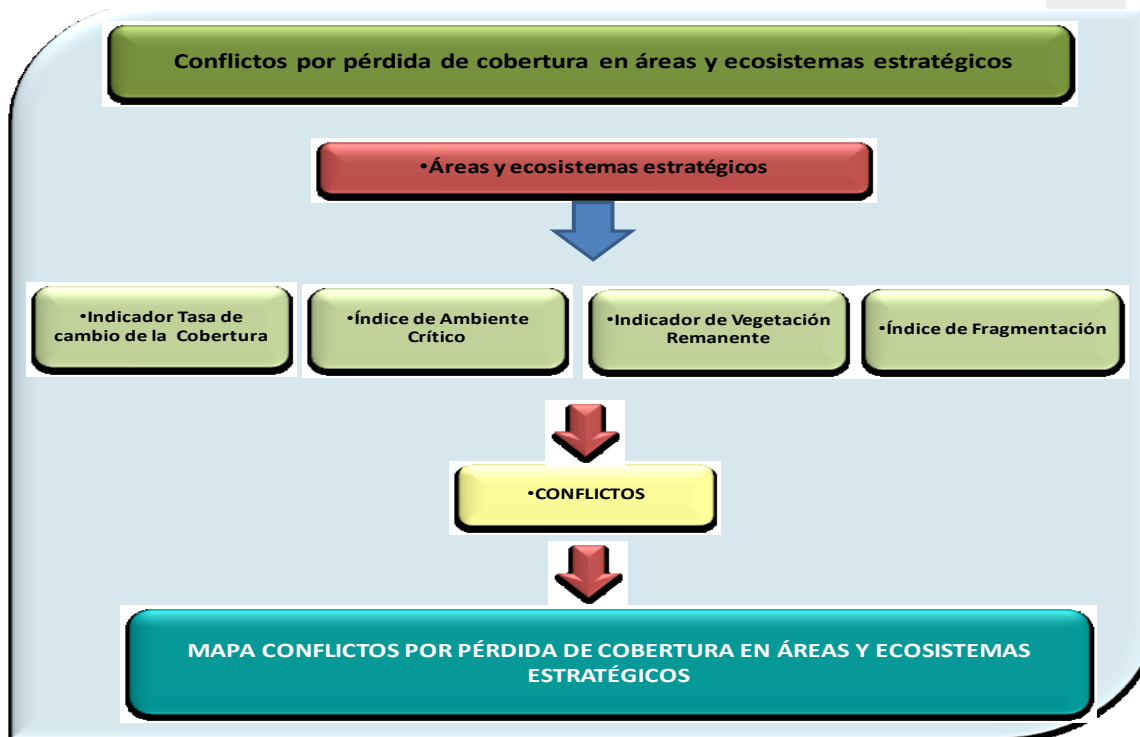 Conflictos por pérdida de cobertura en áreas y ecosistemas estratégicos
•Áreas y ecosistemas estratégicos
•Indicador Tasa de
cambio de la Cobertura
•Índice de Ambiente
Crítico
•Indicador de Vegetación
Remanente
•Índice de Fragmentación
•CONFLICTOS
MAPA CONFLICTOS POR PÉRDIDA DE COBERTURA EN ÁREAS Y ECOSISTEMAS
ESTRATÉGICOS